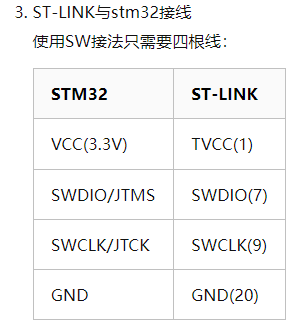 3. ST-LINK与stm32接线
使用SW接法只需要四根线：
STM32 ST-LINK
VCC(3.3V) TVCC(1)
SWDIO/JTMS SWDIO(7)
SWCLK/JTCK SWCLK(9)
GND GND(20)